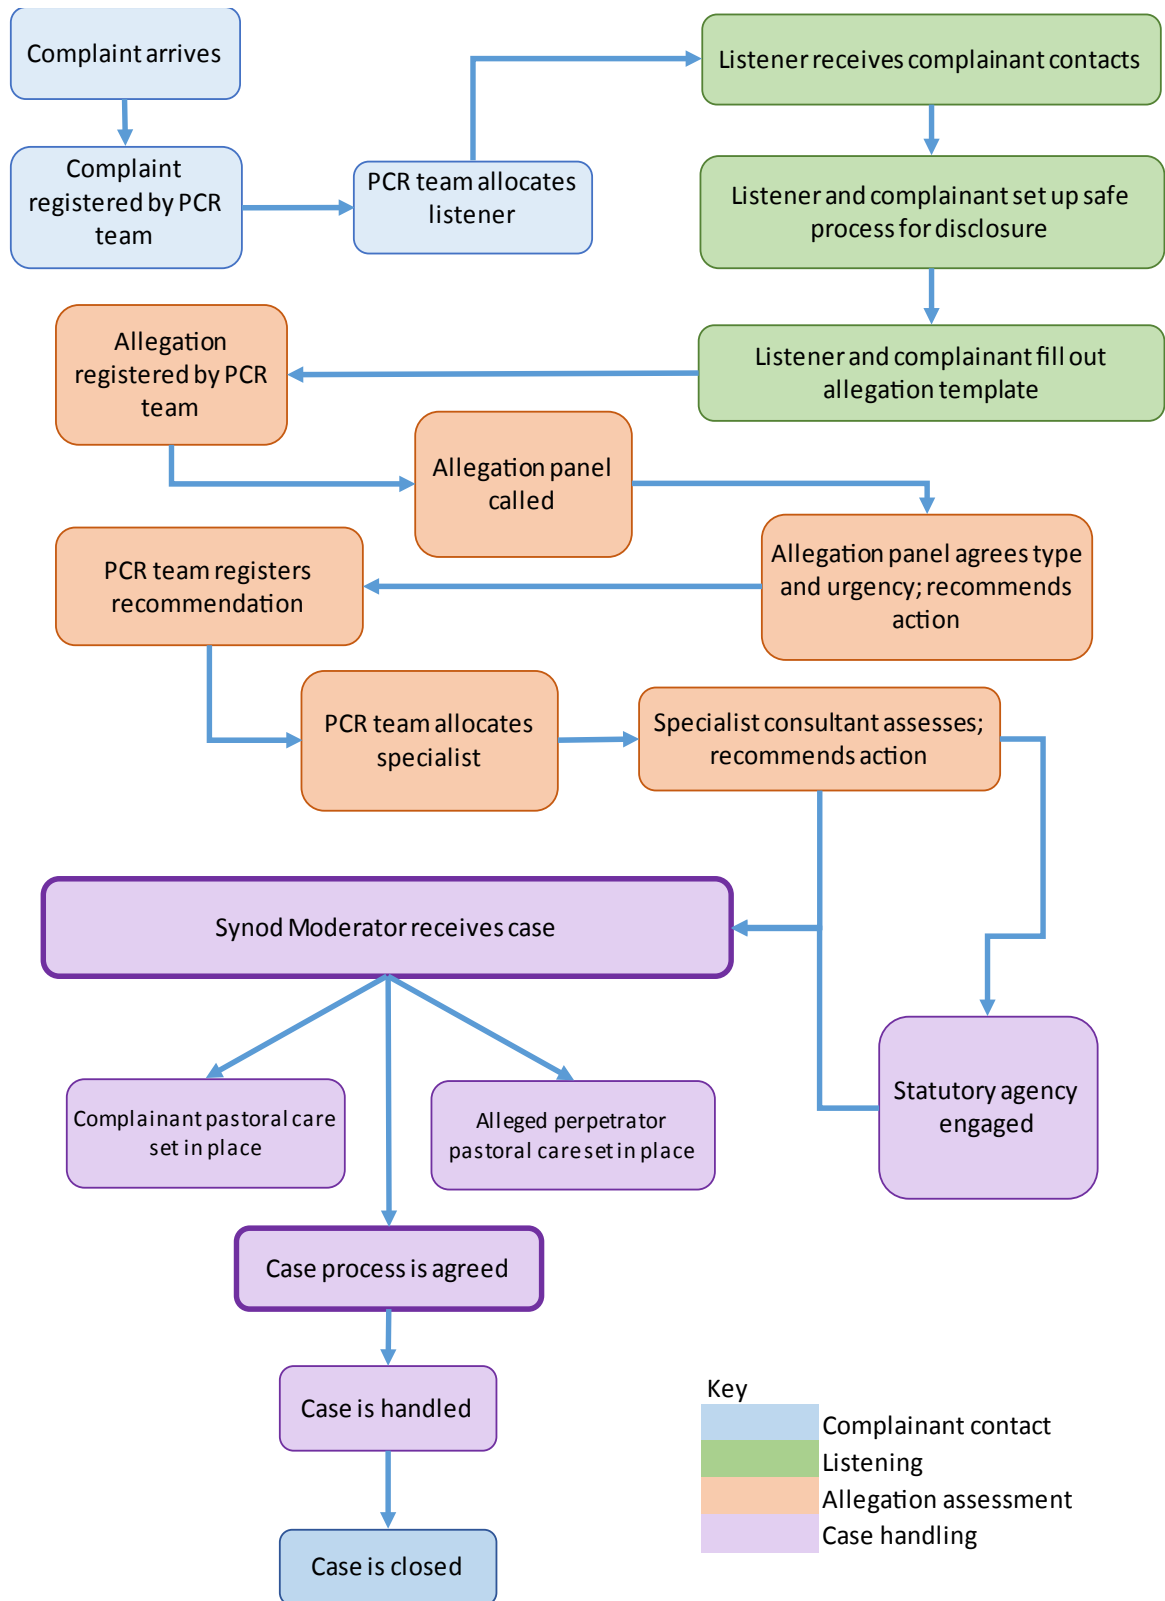 Complaint arrives
Complaint
registered by PCR
team
PCR team allocates
listener
Listener receives complainant contacts
Listener and complainant set up safe
process for disclosure
Listener and complainant fill out
allegation template
Allegation
registered by PCR
team
Allegation panel
called
Allegation panel agrees type
and urgency; recommends
action
PCR team registers
recommendation
PCR team allocates
specialist
Specialist consultant assesses;
recommends action
Synod Moderator receives case
Statutory agency
engaged
Complainant pastoral care
set in place
Alleged perpetrator
pastoral care set in place
Case process is agreed
Case is handled
Case is closed
Key
Complainant contact
Listening
Allegation assessment
Case handling